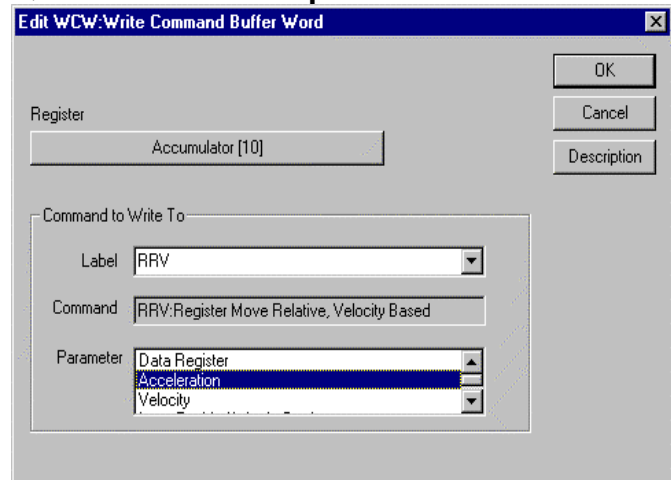 Edit WCW:Write Command Buffer Word
OK
Register
Cancel
Accumulator [10]
Description
Command to Write To
Label RRV
Command RRV:Register Move Relative, Velocity Based
Parameter Data Register
Acceleration
Velocity